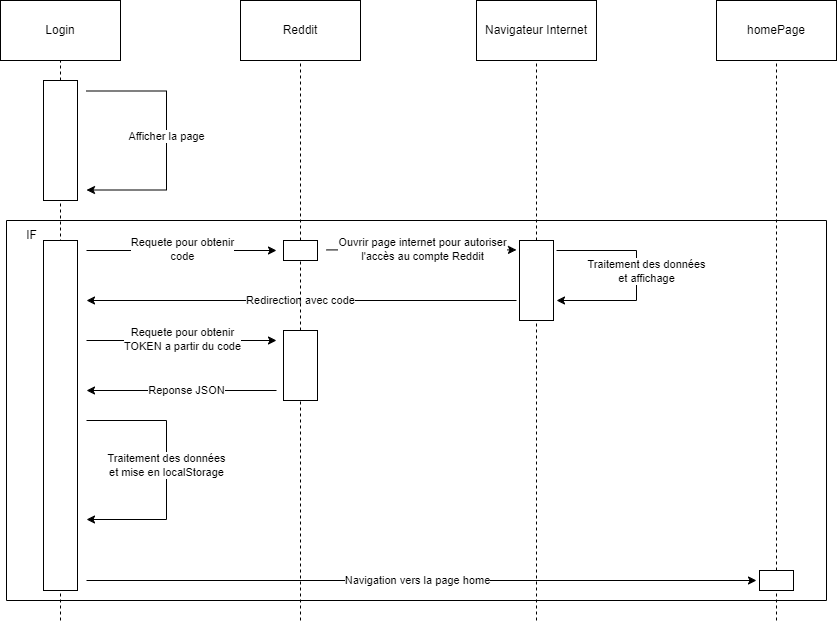 Login
Reddit
Navigateur Internet
homePage
Afficher la page
IF
Requete pour obtenir
code
Ouvrir page internet pour autoriser
l'accès au compte Reddit
Traitement des données
et affichage
Redirection avec code
Requete pour obtenir
TOKEN a partir du code
Reponse JSON
Traitement des données
et mise en localStorage
Navigation vers la page home